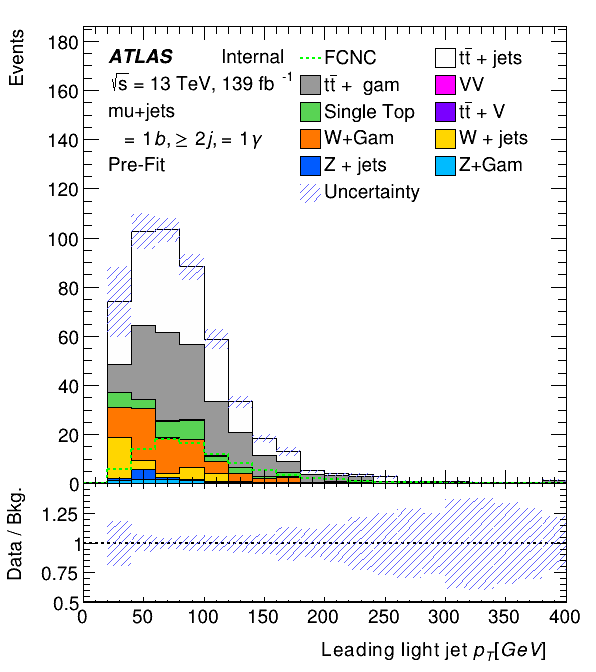 Events
180
160
140
120
100
80
60
40
20
0
ATLAS Internal
√s = 13 TeV, 139 fb⁻¹
mu+jets
= 1b, ≥ 2j, = 1γ
Pre-Fit
FCNC
tt̄ + jets
tt̄ + gam
VV
Single Top
tt̄ + V
W+Gam
W + jets
Z + jets
Z+Gam
Uncertainty
Data / Bkg.
1.25
1
0.75
0.5
0 50 100 150 200 250 300 350 400
Leading light jet p_T[GeV]